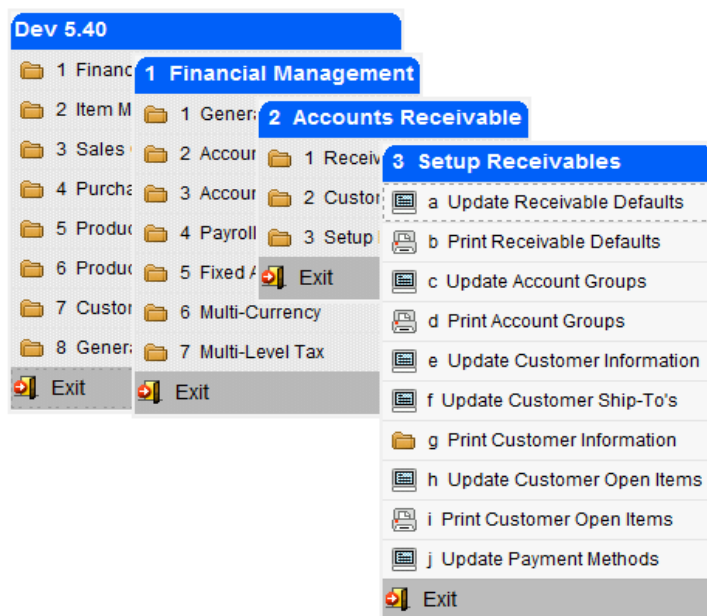 Dev 5.40
1 Financ
2 Item M
3 Sales
4 Purcha
5 Produc
6 Produc
7 Custor
8 Genera
Exit
1 Financial Management
1 Genera
2 Accour
3 Accour
4 Payroll
5 Fixed A
6 Multi-Currency
7 Multi-Level Tax
Exit
2 Accounts Receivable
1 Receiv
2 Custor
3 Setup
Exit
3 Setup Receivables
a Update Receivable Defaults
b Print Receivable Defaults
c Update Account Groups
d Print Account Groups
e Update Customer Information
f Update Customer Ship-To's
g Print Customer Information
h Update Customer Open Items
i Print Customer Open Items
j Update Payment Methods
Exit